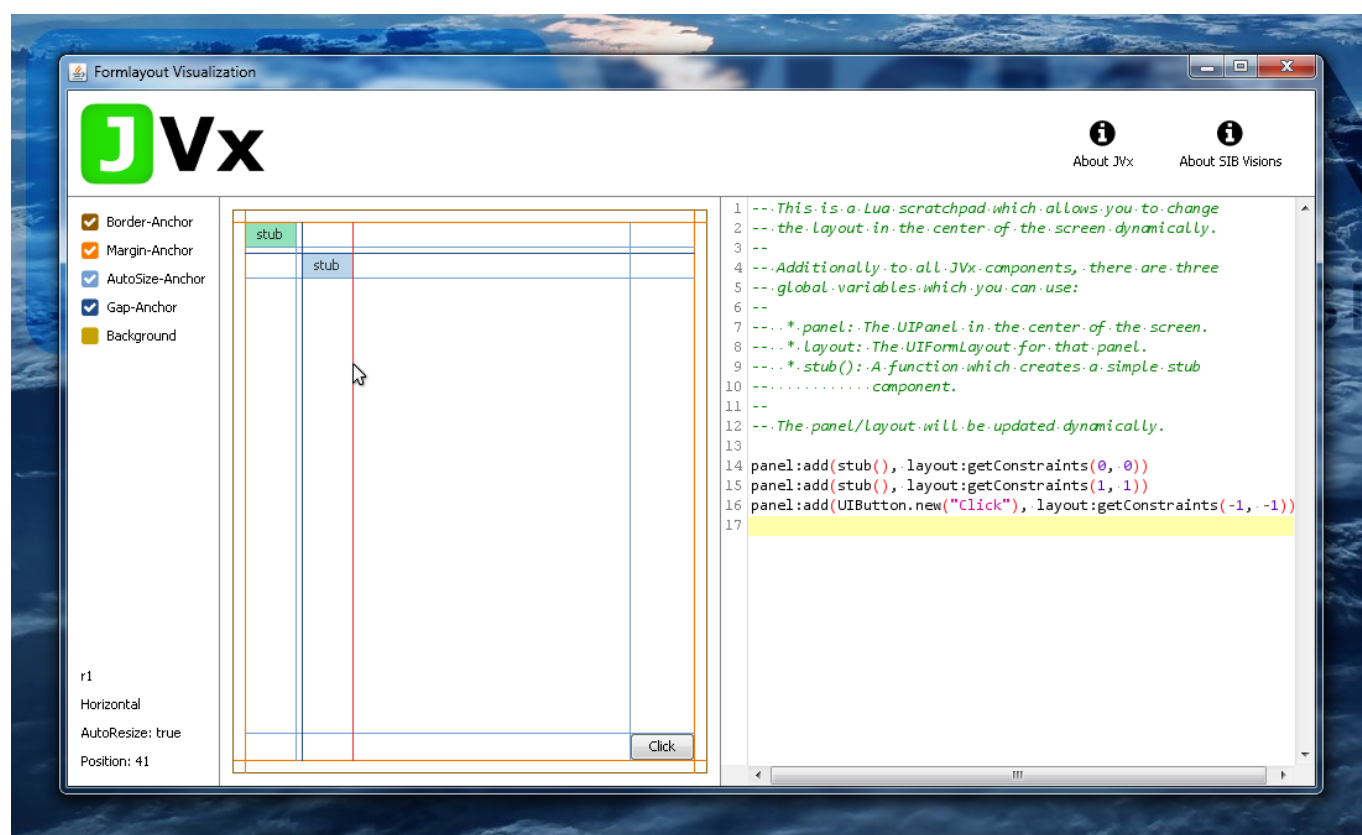 Formlayout Visualization
JVx
About JVx
About SIB Visions
Border-Anchor
Margin-Anchor
AutoSize-Anchor
Gap-Anchor
Background
r1
Horizontal
AutoResize: true
Position: 41
stub
stub
Click
1 -- This is a Lua scratchpad which allows you to change
2 -- the layout in the center of the screen dynamically.
3 --
4 -- Additionally to all JVx components, there are three
5 -- global variables which you can use:
6 --
7 --  * panel: The UIPanel in the center of the screen.
8 --  * layout: The UIFormLayout for that panel.
9 --  * stub(): A function which creates a simple stub
10 --            component.
11 --
12 -- The panel/layout will be updated dynamically.
13
14 panel:add(stub(), layout:getConstraints(0, 0))
15 panel:add(stub(), layout:getConstraints(1, 1))
16 panel:add(UIButton.new("Click"), layout:getConstraints(-1, -1))
17